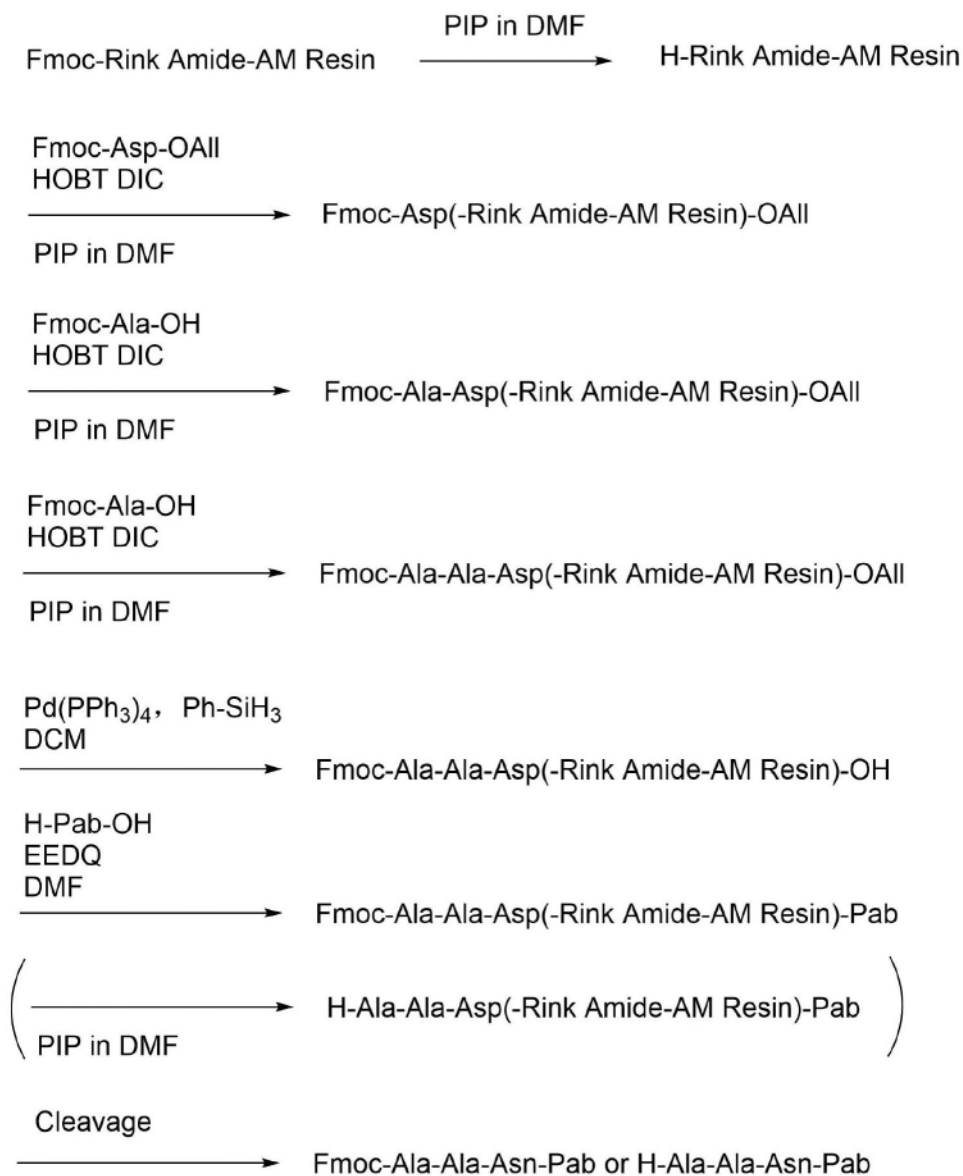 PIP in DMF
Fmoc-Rink Amide-AM Resin H-Rink Amide-AM Resin
Fmoc-Asp-OAll
HOBT DIC
Fmoc-Asp(-Rink Amide-AM Resin)-OAll
PIP in DMF
Fmoc-Ala-OH
HOBT DIC
Fmoc-Ala-Asp(-Rink Amide-AM Resin)-OAll
PIP in DMF
Fmoc-Ala-OH
HOBT DIC
Fmoc-Ala-Ala-Asp(-Rink Amide-AM Resin)-OAll
PIP in DMF
Pd(PPh₃)₄，Ph-SiH₃
DCM
Fmoc-Ala-Ala-Asp(-Rink Amide-AM Resin)-OH
H-Pab-OH
EEDQ
DMF
Fmoc-Ala-Ala-Asp(-Rink Amide-AM Resin)-Pab
H-Ala-Ala-Asp(-Rink Amide-AM Resin)-Pab
PIP in DMF
Cleavage
Fmoc-Ala-Ala-Asn-Pab or H-Ala-Ala-Asn-Pab